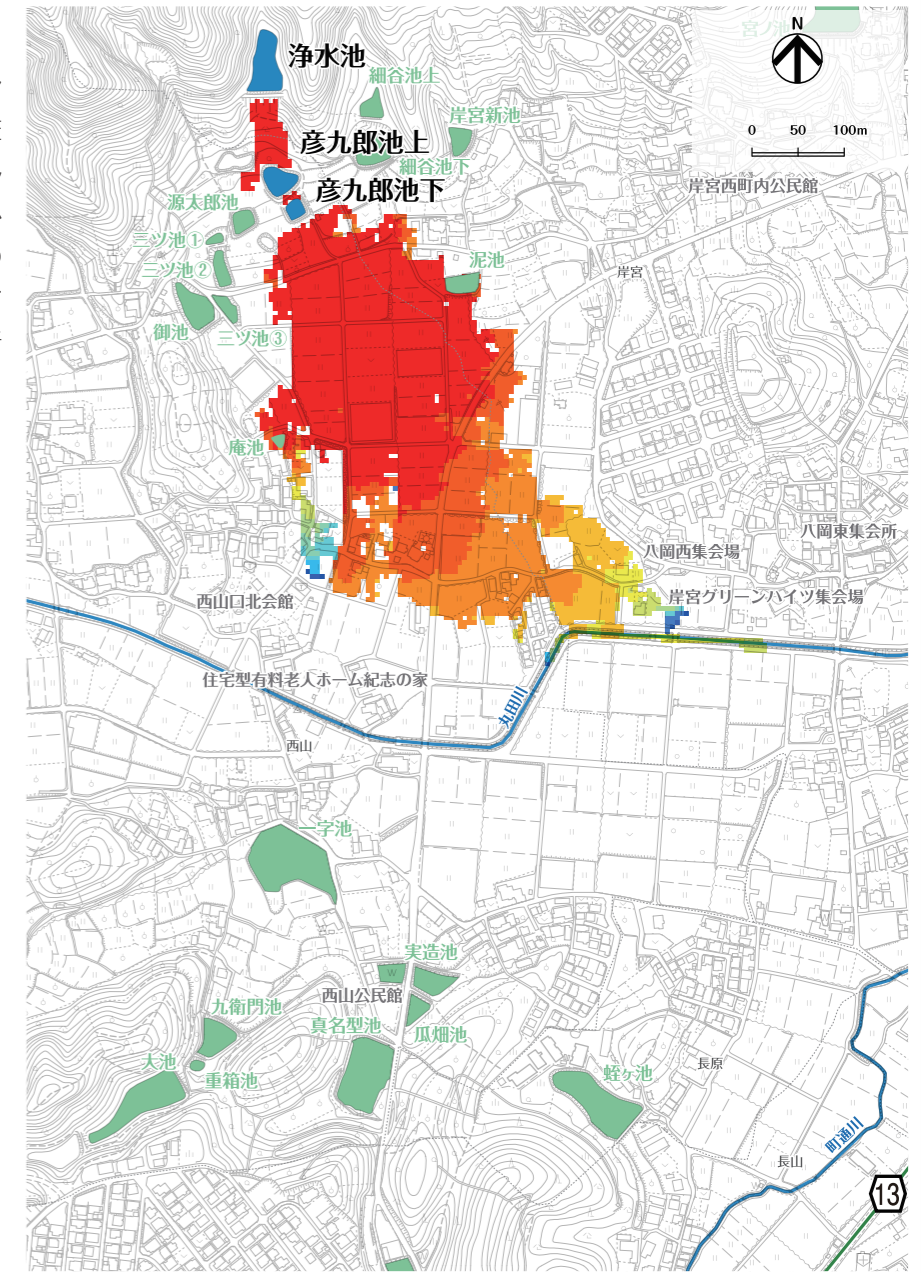 宮ノ池
N
浄水池
細谷池上
岸宮新池
0 50 100m
彦九郎池上
細谷池下
彦九郎池下
岸宮西町内公民館
源太郎池
二ツ池1
泥池
二ツ池2
岸宮
御池
二ツ池3
庵池
八岡東集会所
八岡西集会場
西山口北会館
岸宮グリーンハイツ集会場
住宅型有料老人ホーム紀志の家
丸田川
西山
一字池
実造池
西山公民館
九衛門池
真名型池
瓜畑池
大池
重箱池
蛭ヶ池
長原
町通川
長山
13